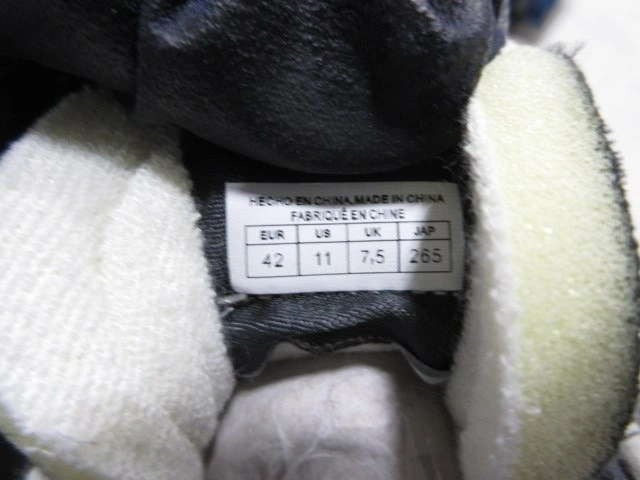 HECHO EN CHINA,MADE IN CHINA
FABRIQUÉ EN CHINE
EUR US UK JAP
42 11 7,5 265